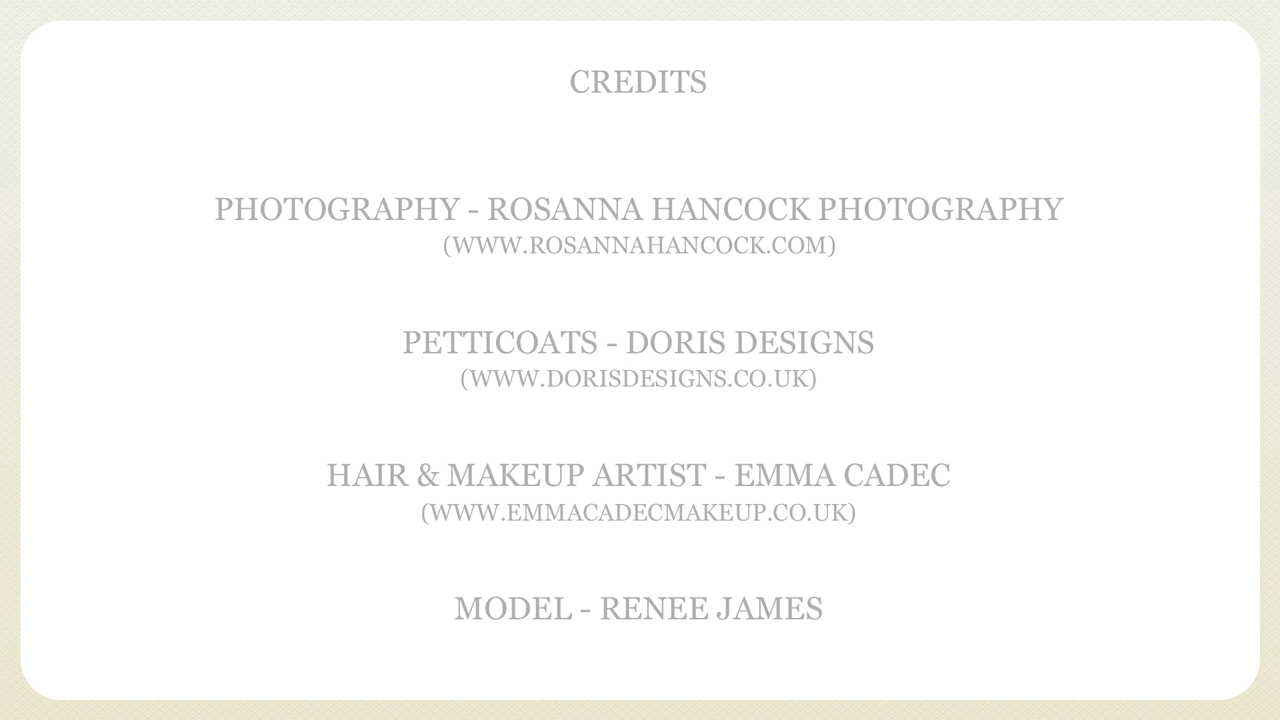 CREDITS
PHOTOGRAPHY - ROSANNA HANCOCK PHOTOGRAPHY
(WWW.ROSANNAHANCOCK.COM)
PETTICOATS - DORIS DESIGNS
(WWW.DORISDESIGNS.CO.UK)
HAIR & MAKEUP ARTIST - EMMA CADEC
(WWW.EMMACADECMAKEUP.CO.UK)
MODEL - RENEE JAMES